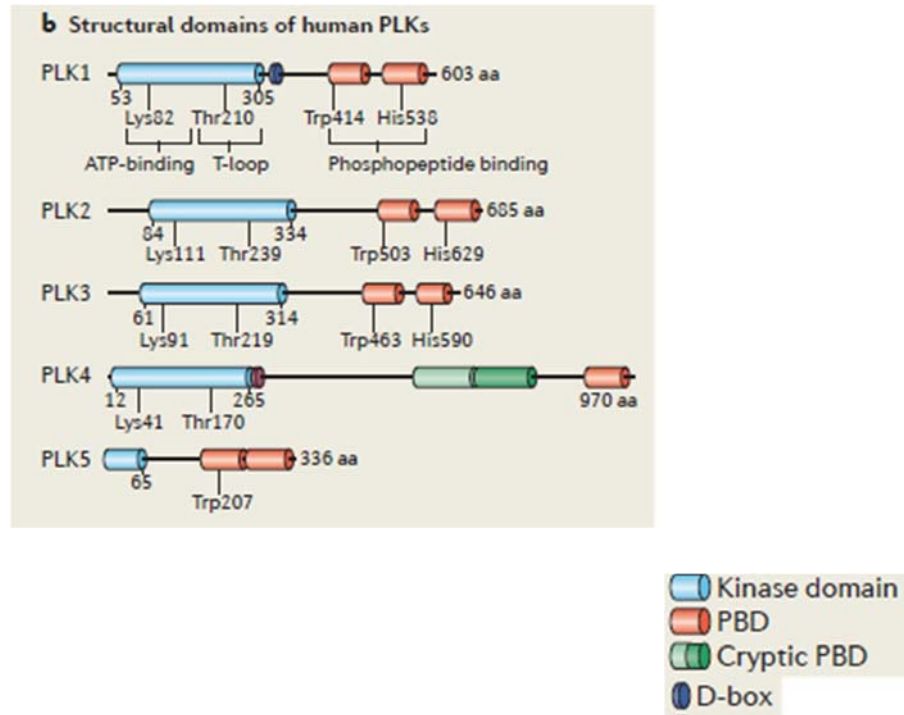 b Structural domains of human PLKs
PLK1
603 aa
53
305
Lys82
Thr210
Trp414
His538
ATP-binding
T-loop
Phosphopeptide binding
PLK2
685 aa
84
334
Lys111
Thr239
Trp503
His629
PLK3
646 aa
61
314
Lys91
Thr219
Trp463
His590
PLK4
12
265
970 aa
Lys41
Thr170
PLK5
336 aa
65
Trp207
Kinase domain
PBD
Cryptic PBD
D-box